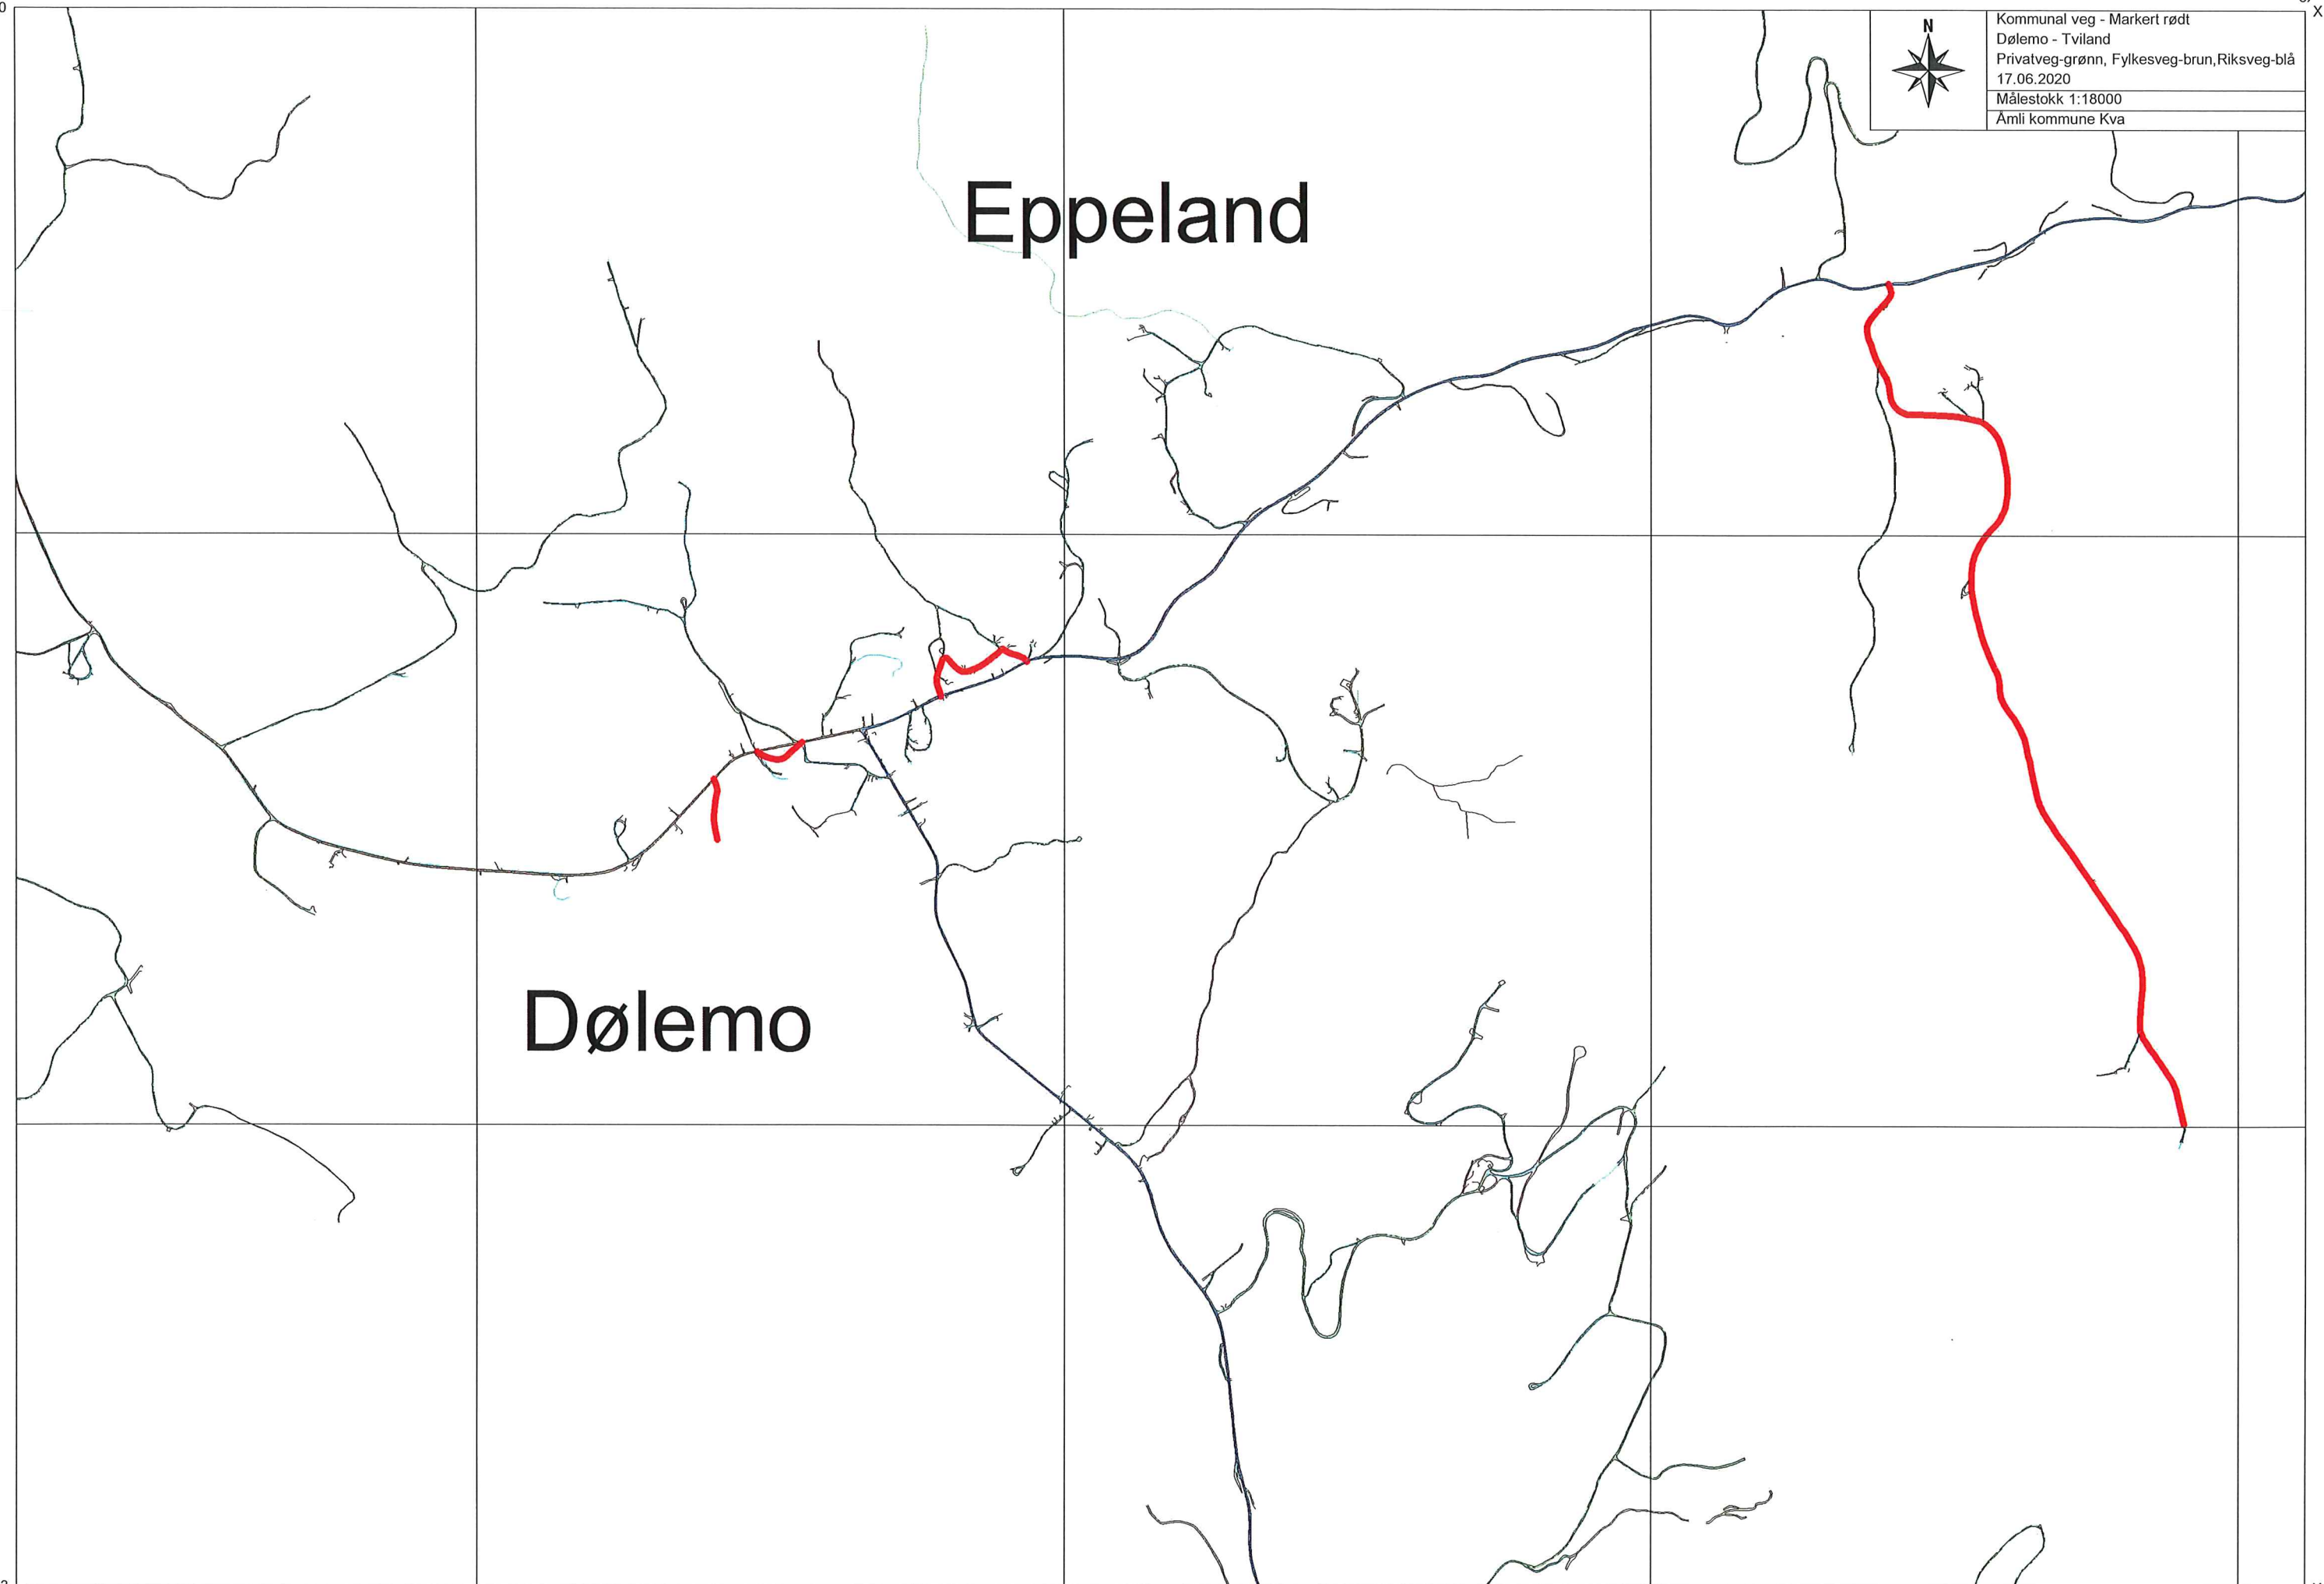 N
Kommunal veg - Markert rødt
Dølemo - Tviland
Privatveg-grønn, Fylkesveg-brun,Riksveg-blå
17.06.2020
Målestokk 1:18000
Åmli kommune Kva
X
Eppeland
Dølemo